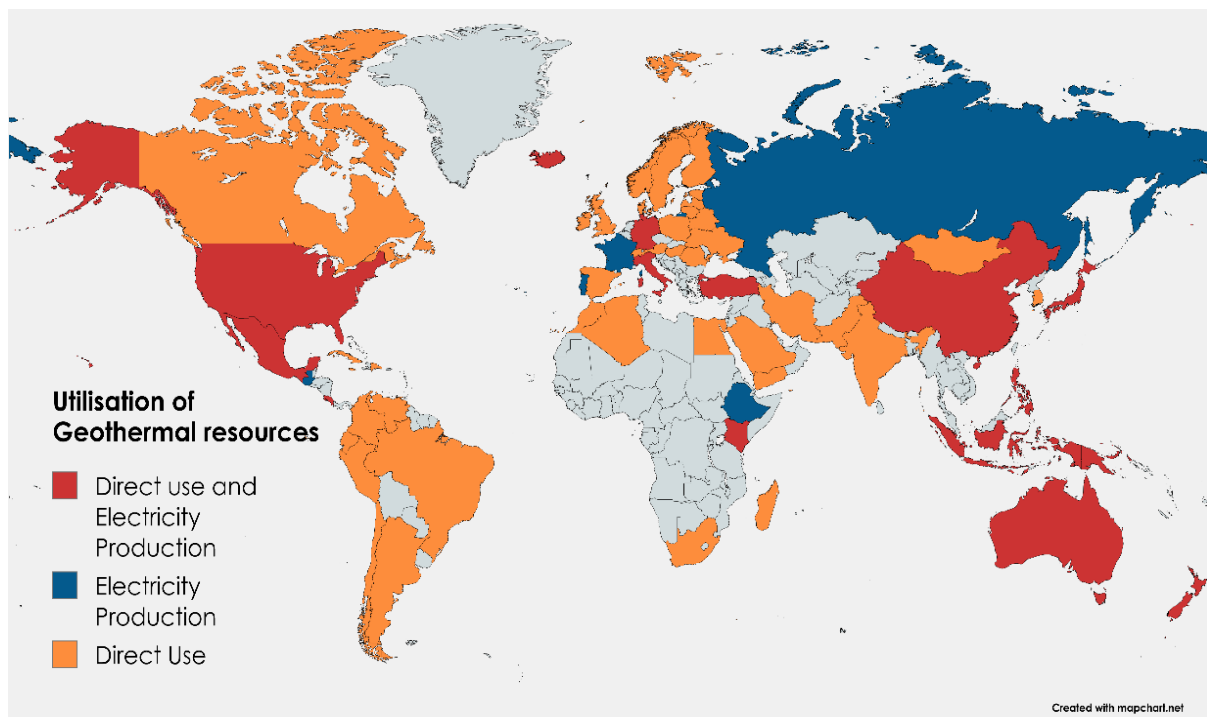 Utilisation of
Geothermal resources
Direct use and
Electricity
Production
Electricity
Production
Direct Use
Created with mapchart.net